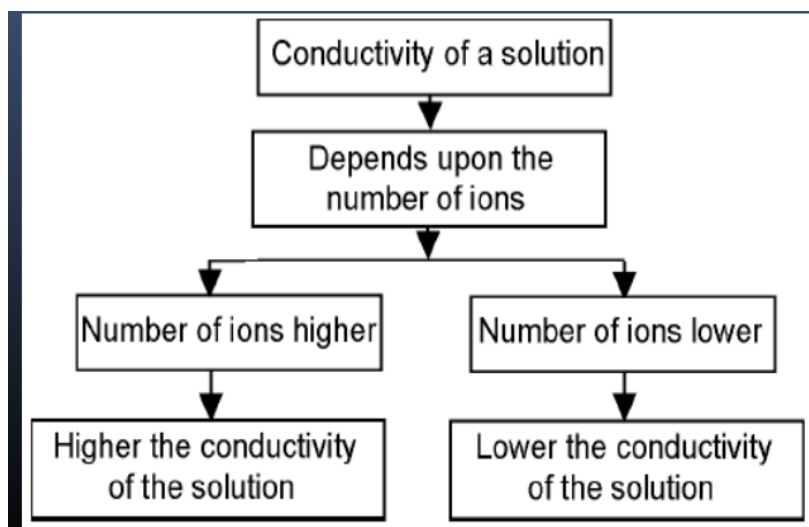 Conductivity of a solution
Depends upon the
number of ions
Number of ions higher
Number of ions lower
Higher the conductivity
of the solution
Lower the conductivity
of the solution